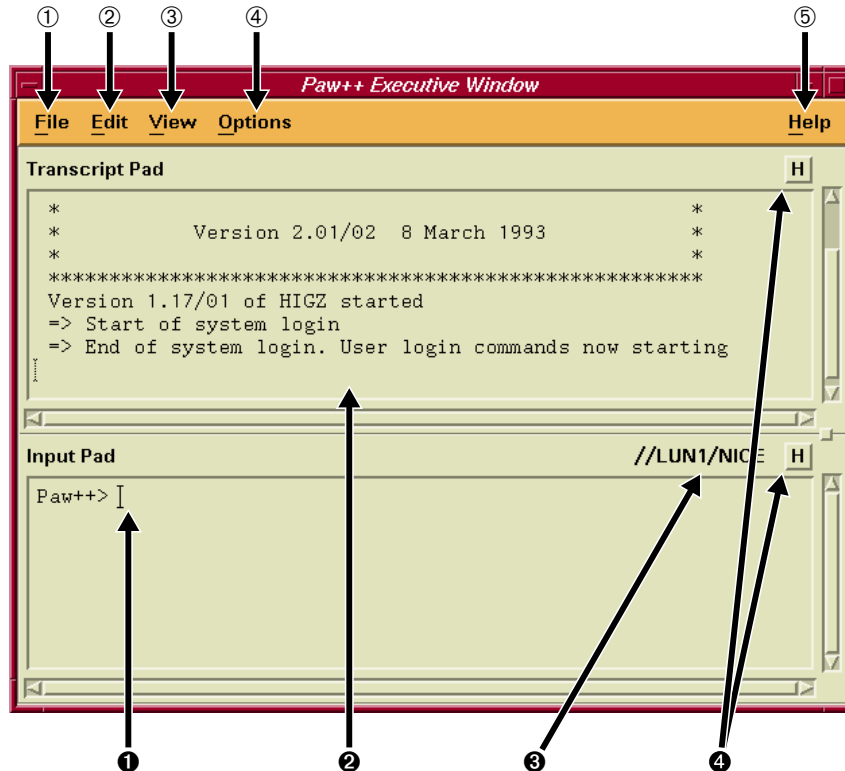 ① ② ③ ④ ⑤
Paw++ Executive Window
File Edit View Options Help
Transcript Pad H
* *
* Version 2.01/02 8 March 1993 *
* *
******************************************************
Version 1.17/01 of HIGZ started
=> Start of system login
=> End of system login. User login commands now starting
Input Pad //LUN1/NICE H
Paw++>
❶ ❷ ❸ ❹